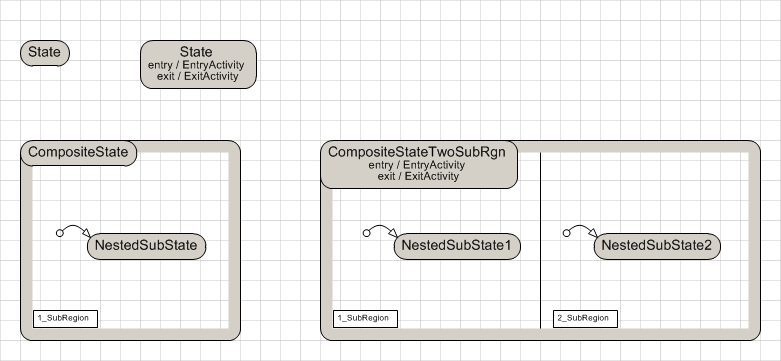 State
State
entry / EntryActivity
exit / ExitActivity
CompositeState
NestedSubState
1_SubRegion
CompositeStateTwoSubRgn
entry / EntryActivity
exit / ExitActivity
NestedSubState1
NestedSubState2
1_SubRegion
2_SubRegion